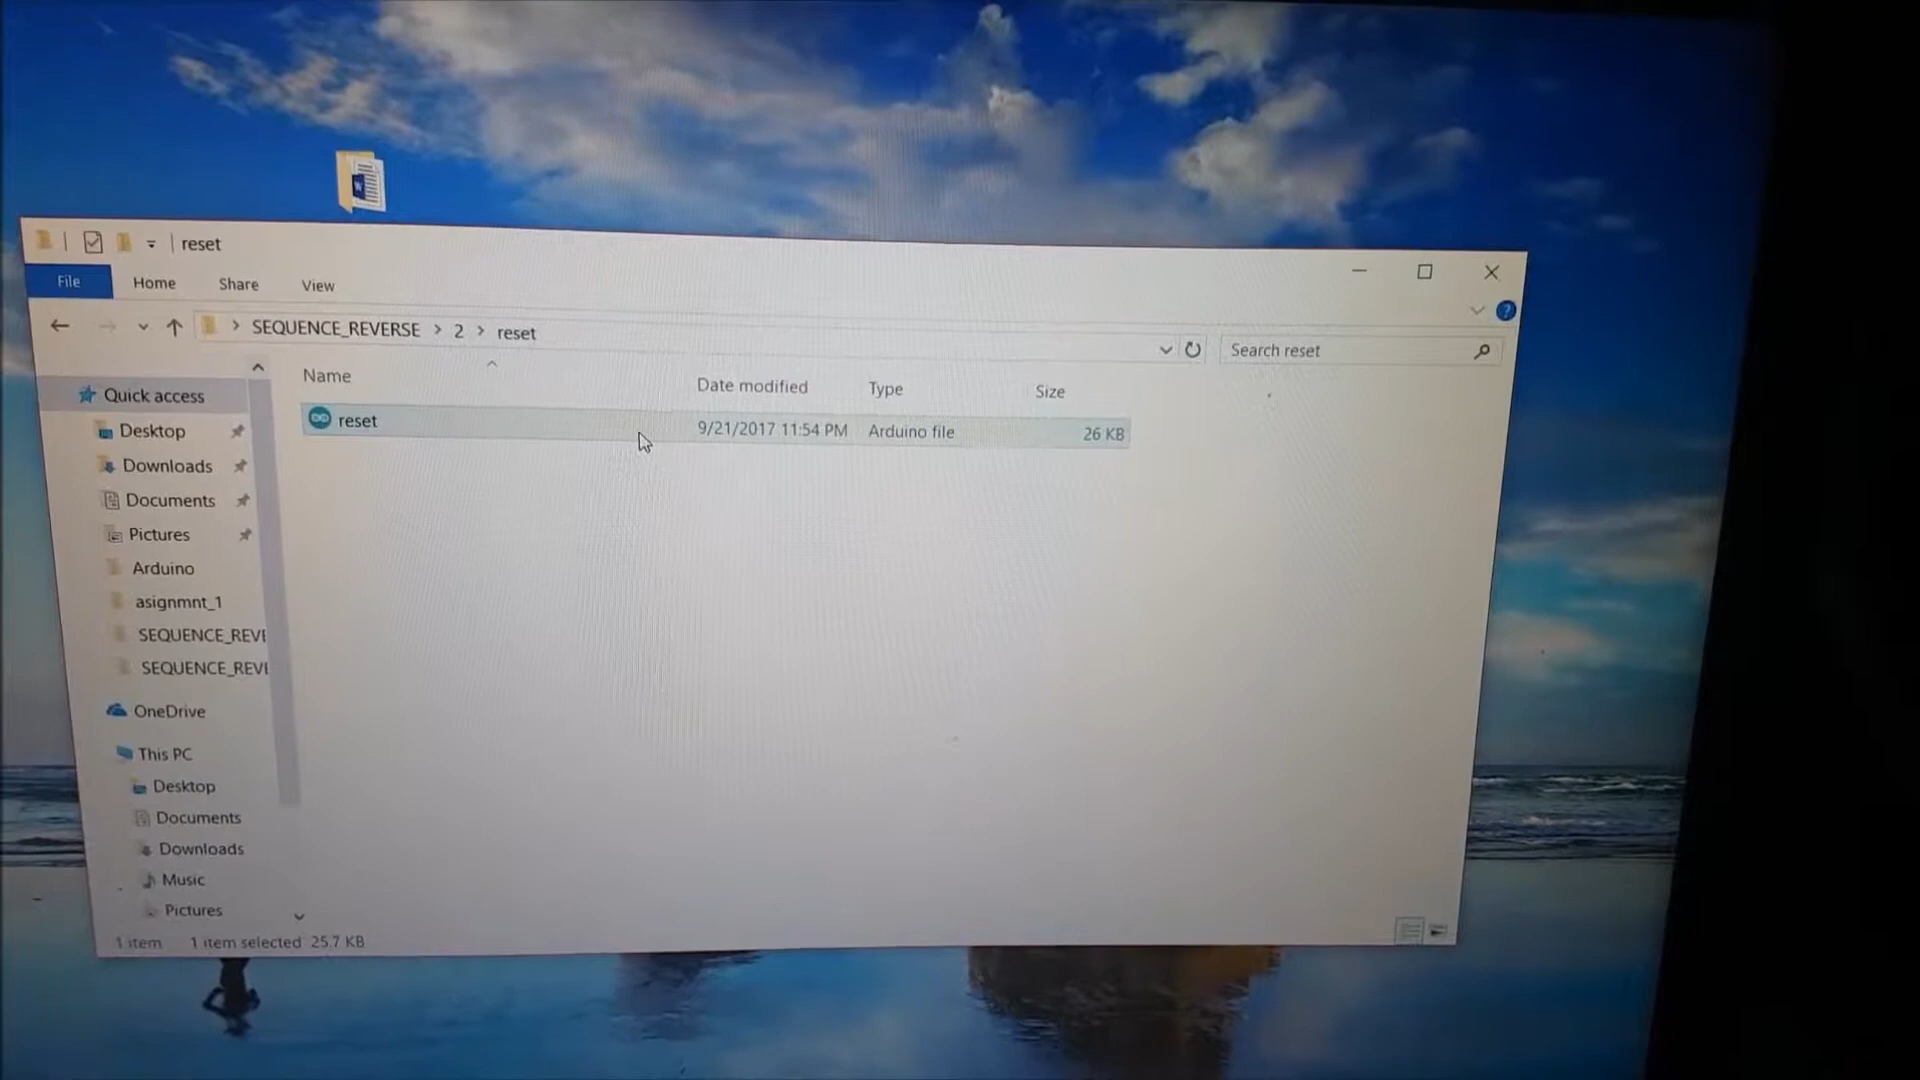 reset
File Home Share View
SEQUENCE_REVERSE > 2 > reset
Search reset
Name Date modified Type Size
reset 9/21/2017 11:54 PM Arduino file 26 KB
Quick access
Desktop
Downloads
Documents
Pictures
Arduino
asignmnt_1
SEQUENCE_REVE
SEQUENCE_REVE
OneDrive
This PC
Desktop
Documents
Downloads
Music
Pictures
1 item 1 item selected 25.7 KB